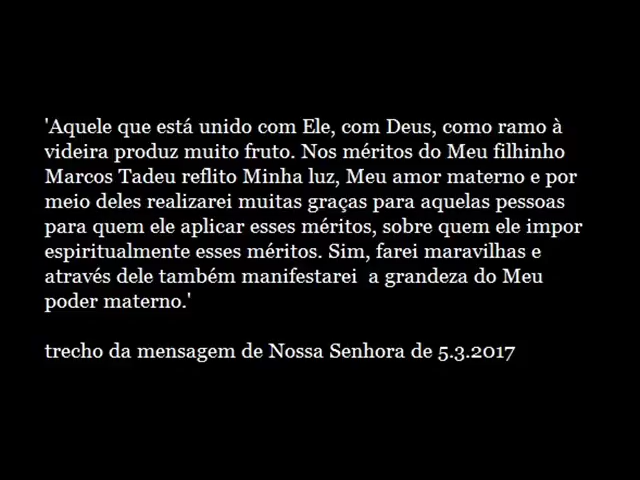 'Aquele que está unido com Ele, com Deus, como ramo à
videira produz muito fruto. Nos méritos do Meu filhinho
Marcos Tadeu reflito Minha luz, Meu amor materno e por
meio deles realizarei muitas graças para aquelas pessoas
para quem ele aplicar esses méritos, sobre quem ele impor
espiritualmente esses méritos. Sim, farei maravilhas e
através dele também manifestarei  a grandeza do Meu
poder materno.'
trecho da mensagem de Nossa Senhora de 5.3.2017